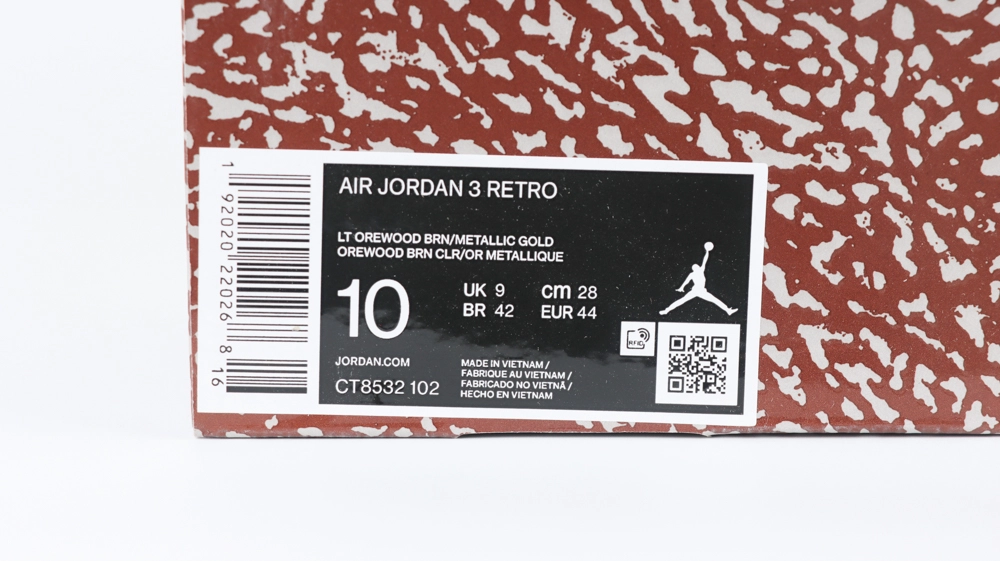 1 92020 22026 8 16
AIR JORDAN 3 RETRO
LT OREWOOD BRN/METALLIC GOLD
OREWOOD BRN CLR/OR METALLIQUE
10
UK 9 cm 28
BR 42 EUR 44
RFID
JORDAN.COM
CT8532 102
MADE IN VIETNAM /
FABRIQUE AU VIETNAM /
FABRICADO NO VIETNÃ /
HECHO EN VIETNAM